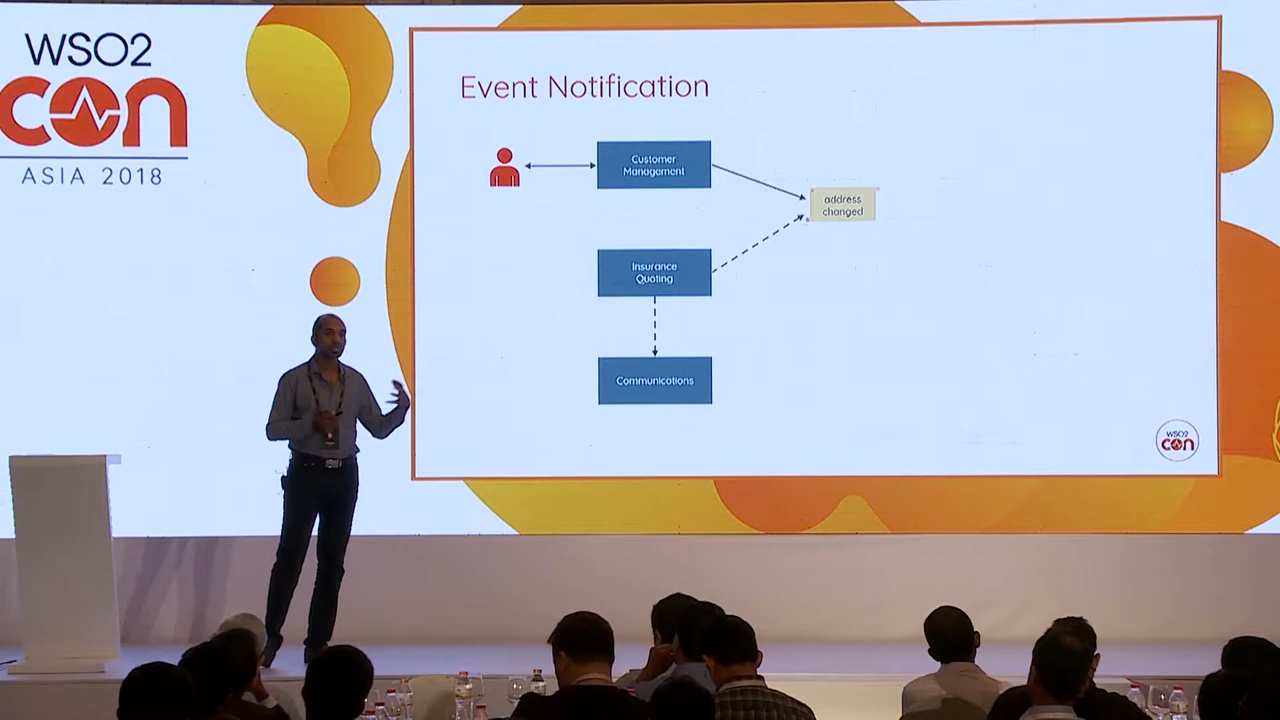 WSO2
CON
ASIA 2018
Event Notification
Customer
Management
address
changed
Insurance
Quoting
Communications
WSO2
CON